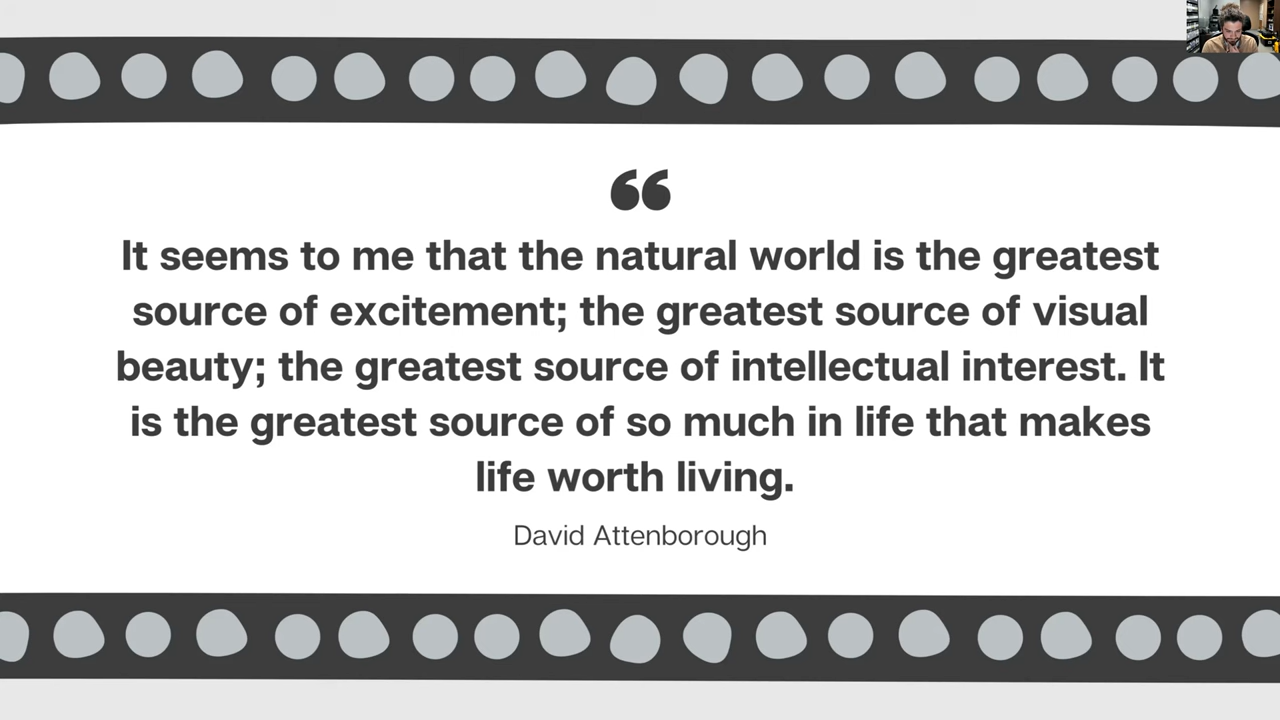 “
It seems to me that the natural world is the greatest
source of excitement; the greatest source of visual
beauty; the greatest source of intellectual interest. It
is the greatest source of so much in life that makes
life worth living.
David Attenborough